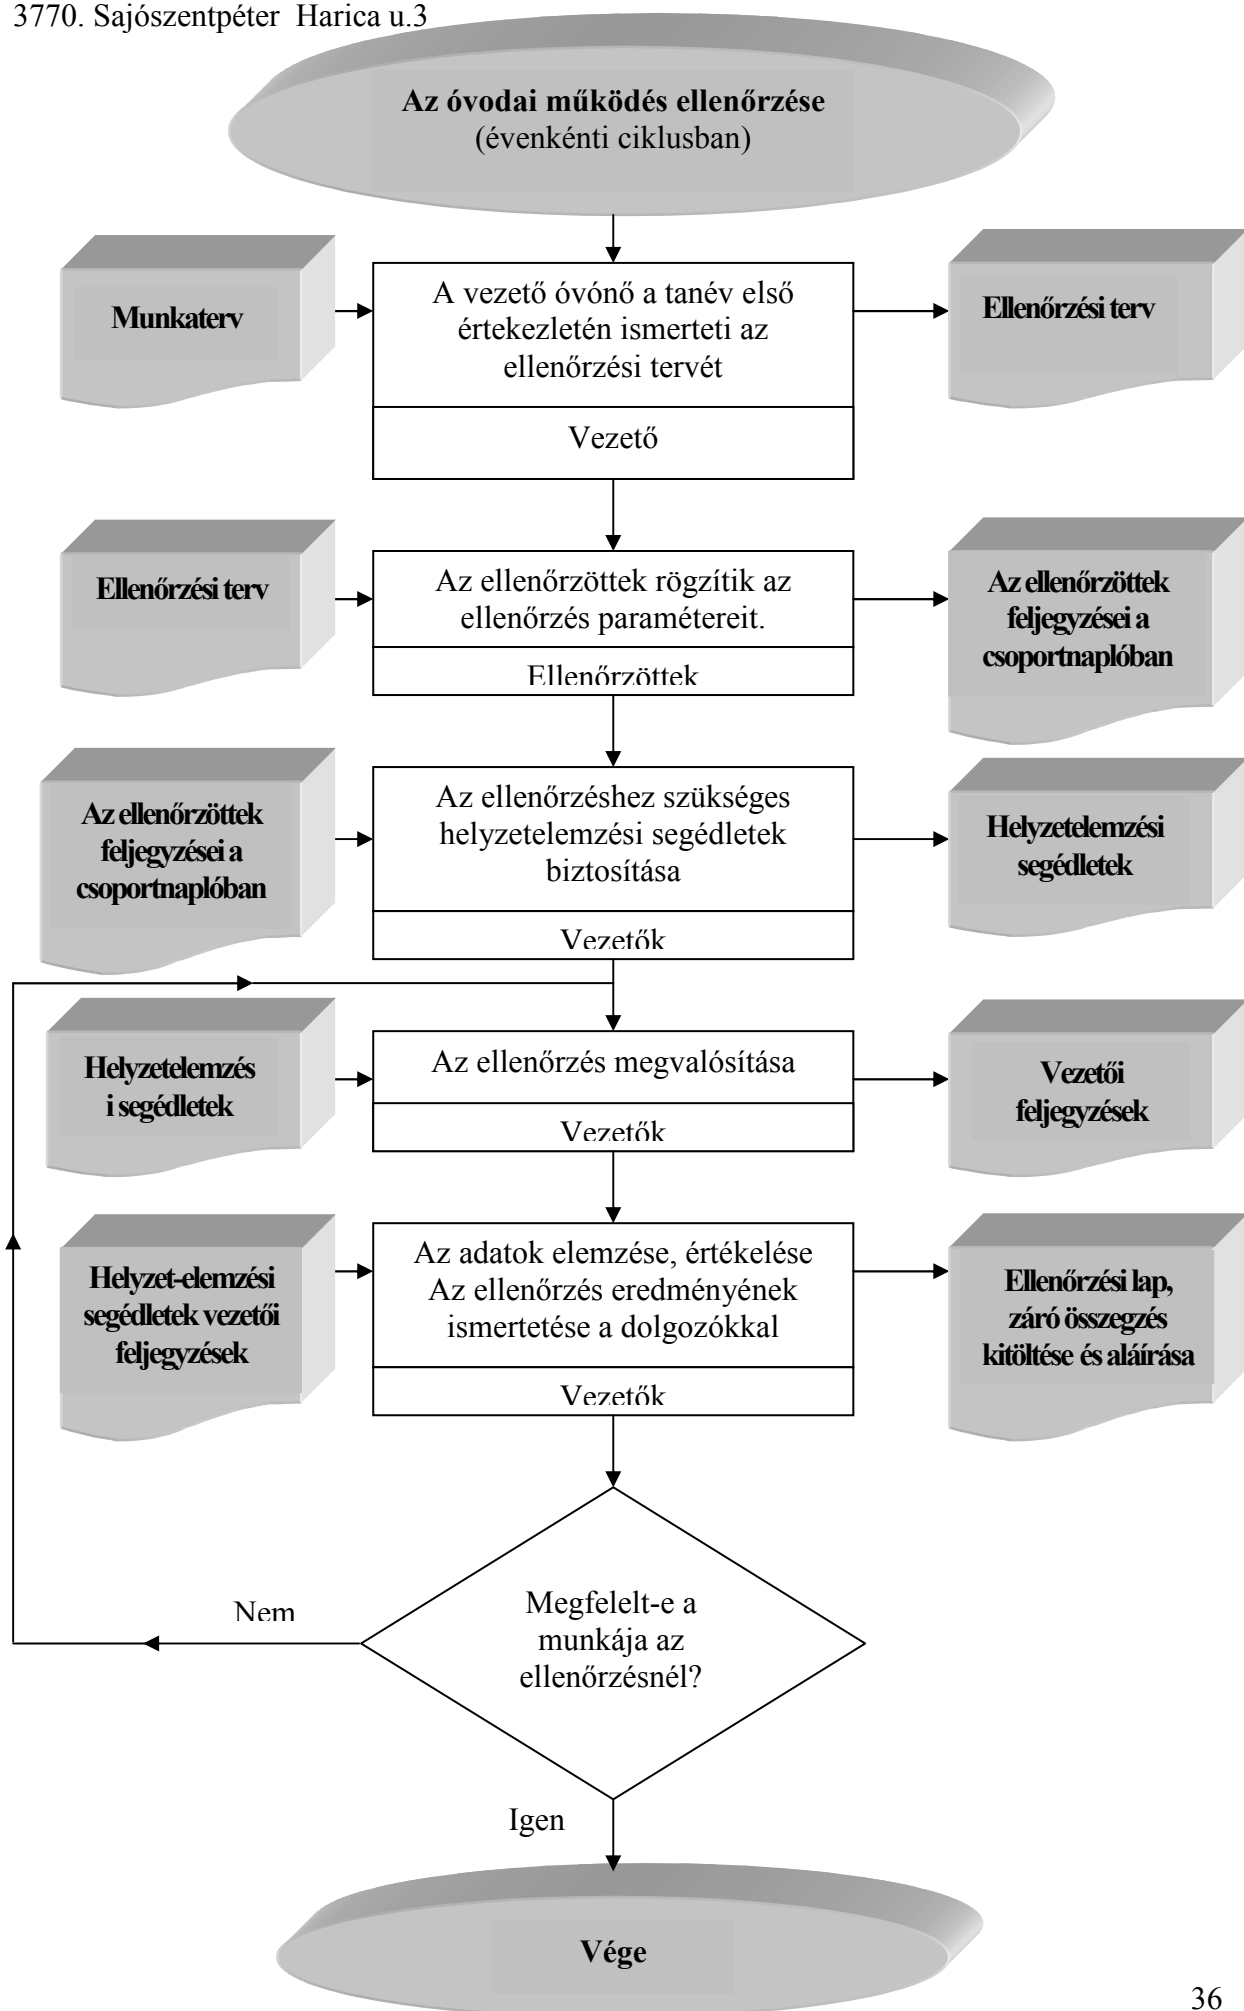 3770. Sajószentpéter Harica u.3
Az óvodai működés ellenőrzése
(évenkénti ciklusban)
Munkaterv
A vezető óvónő a tanév első
értekezletén ismerteti az
ellenőrzési tervét
Vezető
Ellenőrzési terv
Ellenőrzési terv
Az ellenőrzöttek rögzítik az
ellenőrzés paramétereit.
Ellenőrzöttek
Az ellenőrzöttek
feljegyzései a
csoportnaplóban
Az ellenőrzöttek
feljegyzései a
csoportnaplóban
Az ellenőrzéshez szükséges
helyzetelemzési segédletek
biztosítása
Vezetők
Helyzetelemzési
segédletek
Helyzetelemzés
i segédletek
Az ellenőrzés megvalósítása
Vezetők
Vezetői
feljegyzések
Helyzet-elemzési
segédletek vezetői
feljegyzések
Az adatok elemzése, értékelése
Az ellenőrzés eredményének
ismertetése a dolgozókkal
Vezetők
Ellenőrzési lap,
záró összegzés
kitöltése és aláírása
Nem
Megfelelt-e a
munkája az
ellenőrzésnél?
Igen
Vége
36